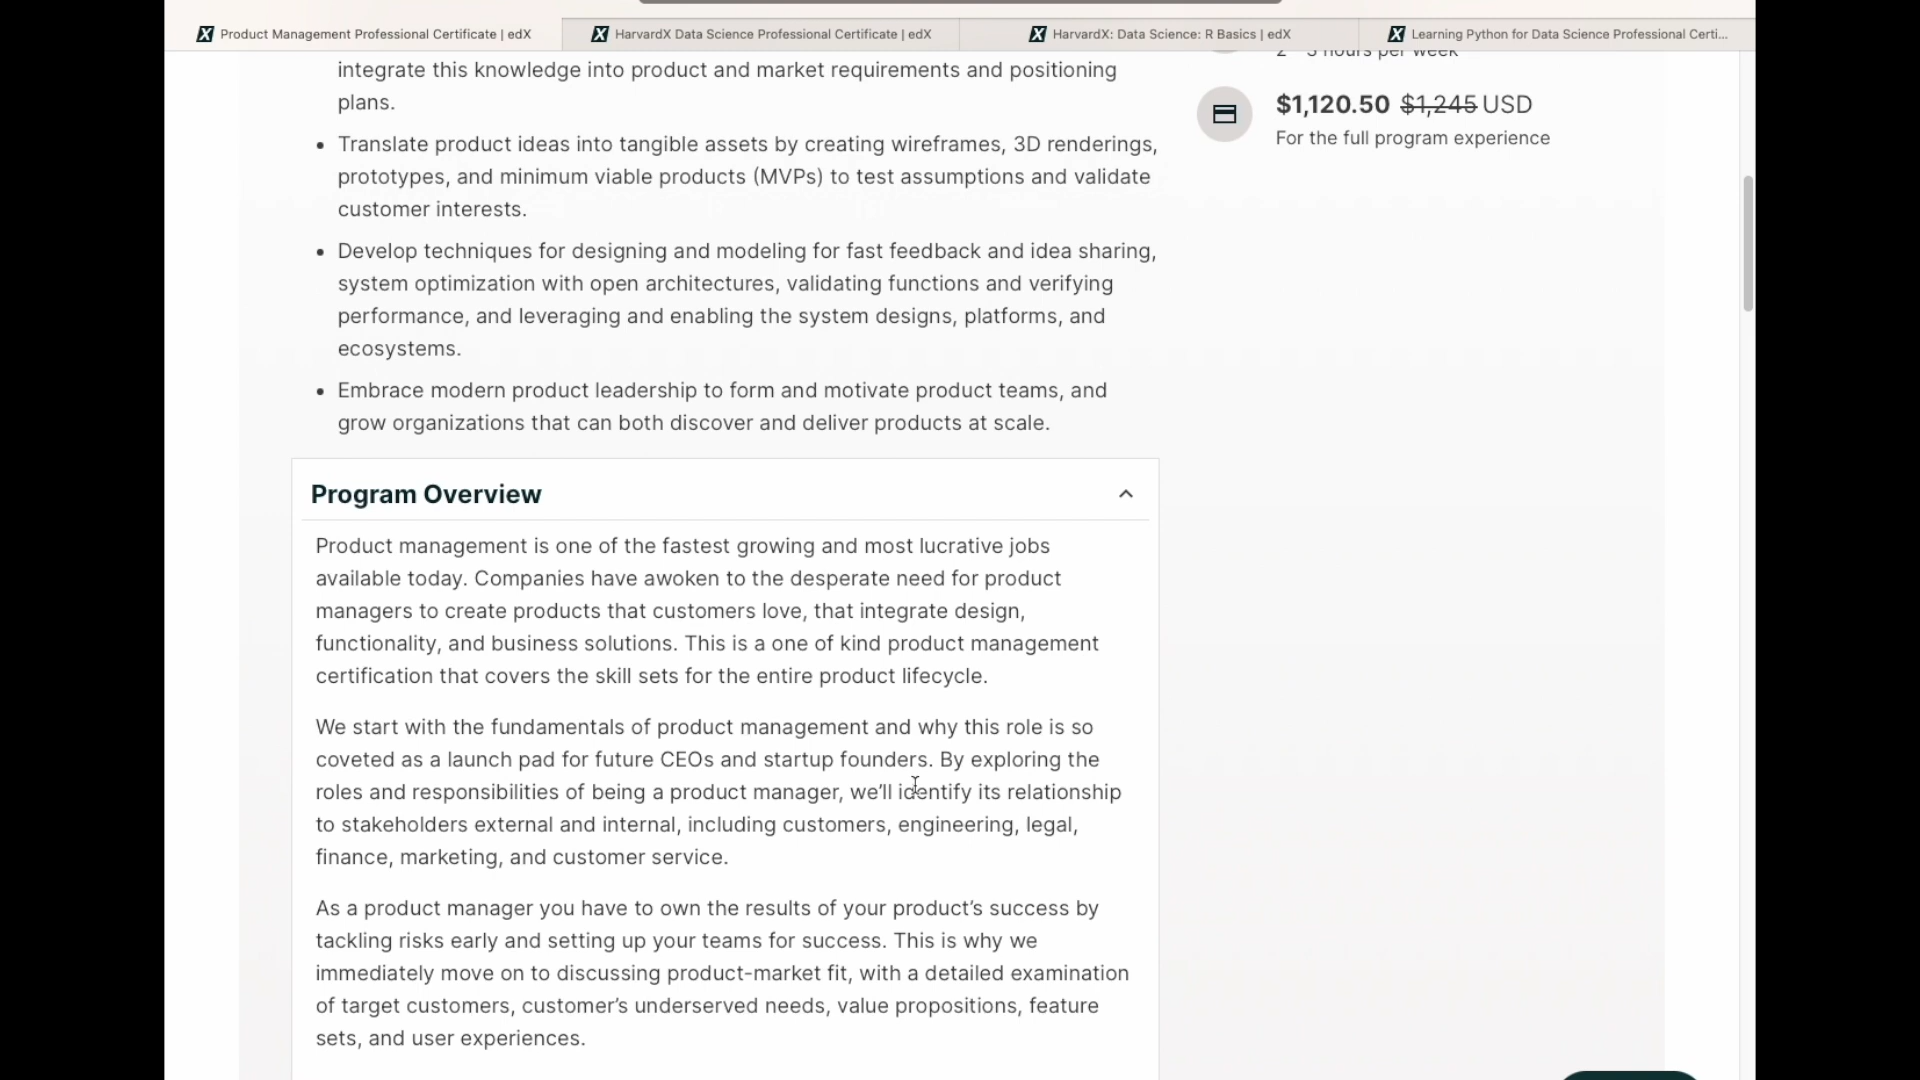 Product Management Professional Certificate | edX
HarvardX Data Science Professional Certificate | edX
HarvardX: Data Science: R Basics | edX
Learning Python for Data Science Professional Certi...
integrate this knowledge into product and market requirements and positioning
plans.
• Translate product ideas into tangible assets by creating wireframes, 3D renderings,
prototypes, and minimum viable products (MVPs) to test assumptions and validate
customer interests.
• Develop techniques for designing and modeling for fast feedback and idea sharing,
system optimization with open architectures, validating functions and verifying
performance, and leveraging and enabling the system designs, platforms, and
ecosystems.
• Embrace modern product leadership to form and motivate product teams, and
grow organizations that can both discover and deliver products at scale.
Program Overview
Product management is one of the fastest growing and most lucrative jobs
available today. Companies have awoken to the desperate need for product
managers to create products that customers love, that integrate design,
functionality, and business solutions. This is a one of kind product management
certification that covers the skill sets for the entire product lifecycle.
We start with the fundamentals of product management and why this role is so
coveted as a launch pad for future CEOs and startup founders. By exploring the
roles and responsibilities of being a product manager, we'll identify its relationship
to stakeholders external and internal, including customers, engineering, legal,
finance, marketing, and customer service.
As a product manager you have to own the results of your product's success by
tackling risks early and setting up your teams for success. This is why we
immediately move on to discussing product-market fit, with a detailed examination
of target customers, customer's underserved needs, value propositions, feature
sets, and user experiences.
2 - 3 hours per week
$1,120.50 $1,245 USD
For the full program experience